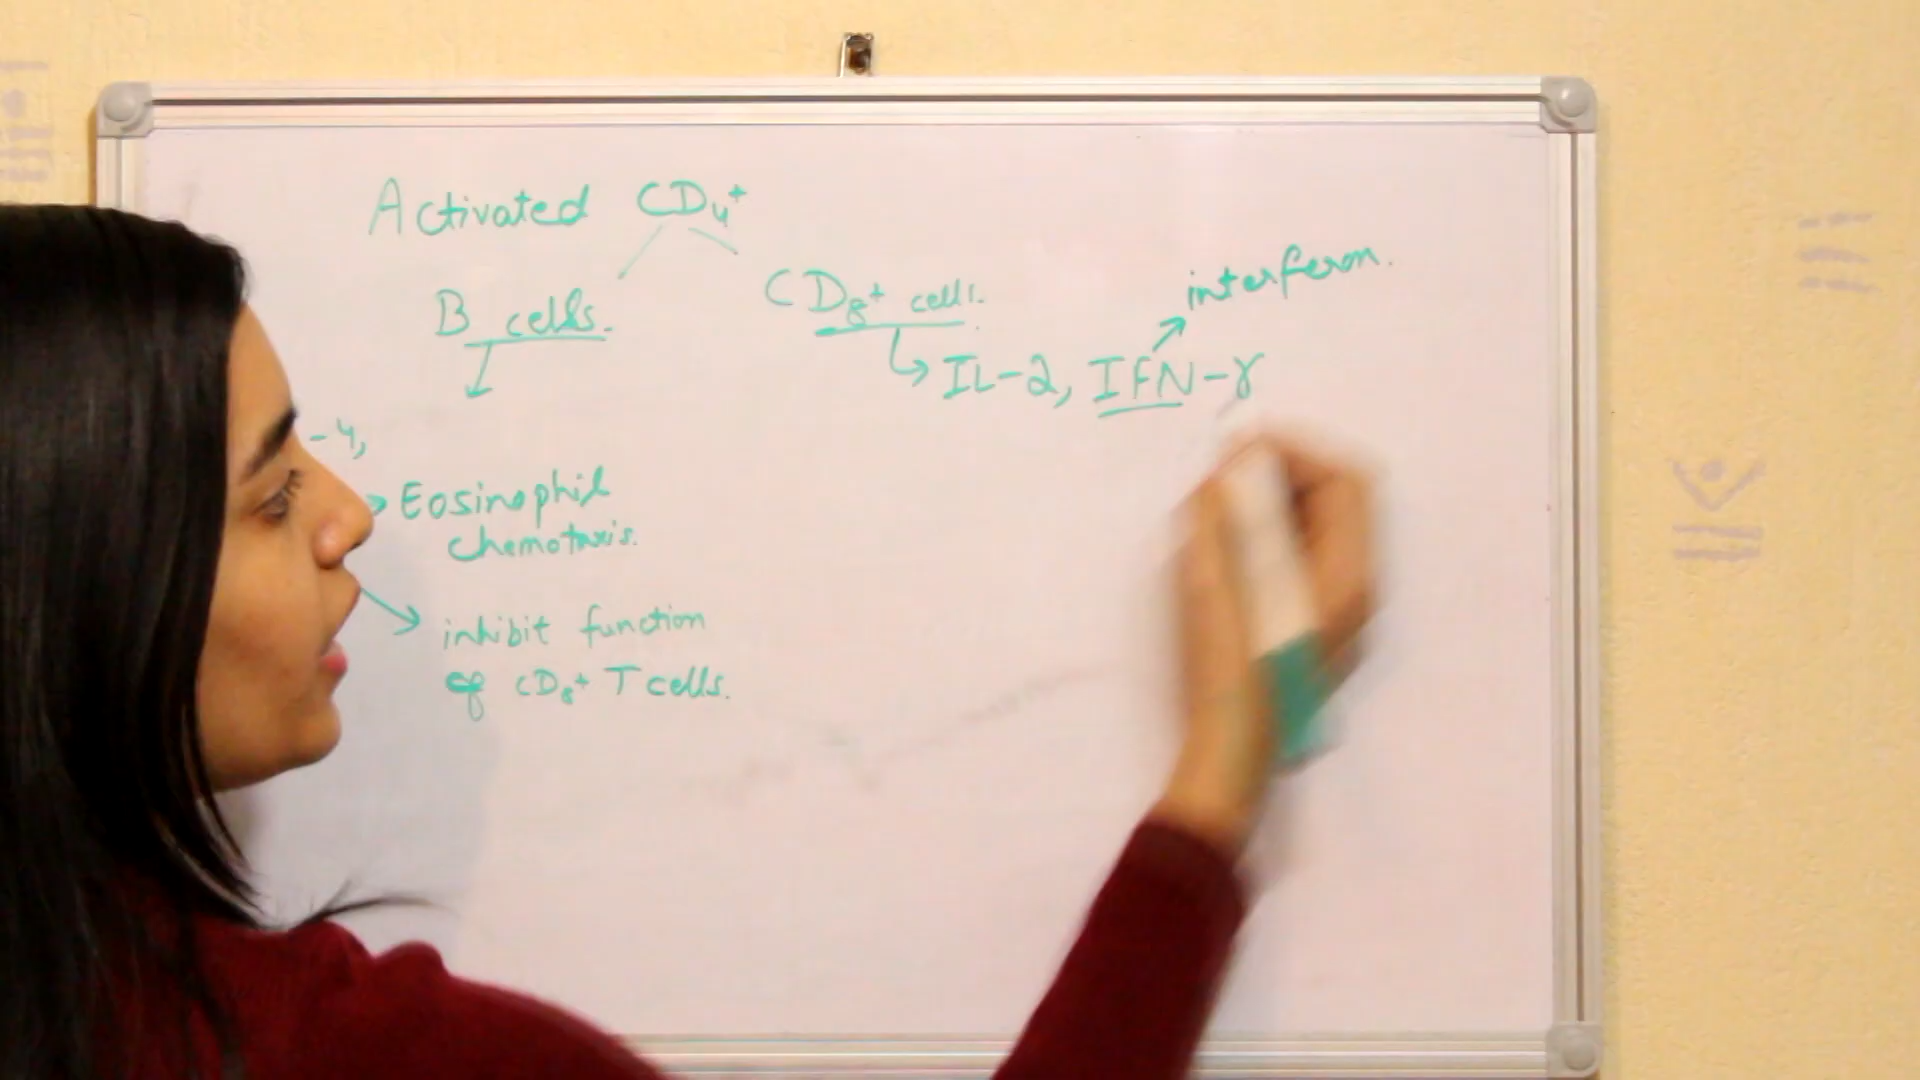 Activated CD4+
B cells.
CD8+ cells.
interferon.
IL-2, IFN-γ
-4,
Eosinophil
chemotaxis.
inhibit function
of CD8+ T cells.